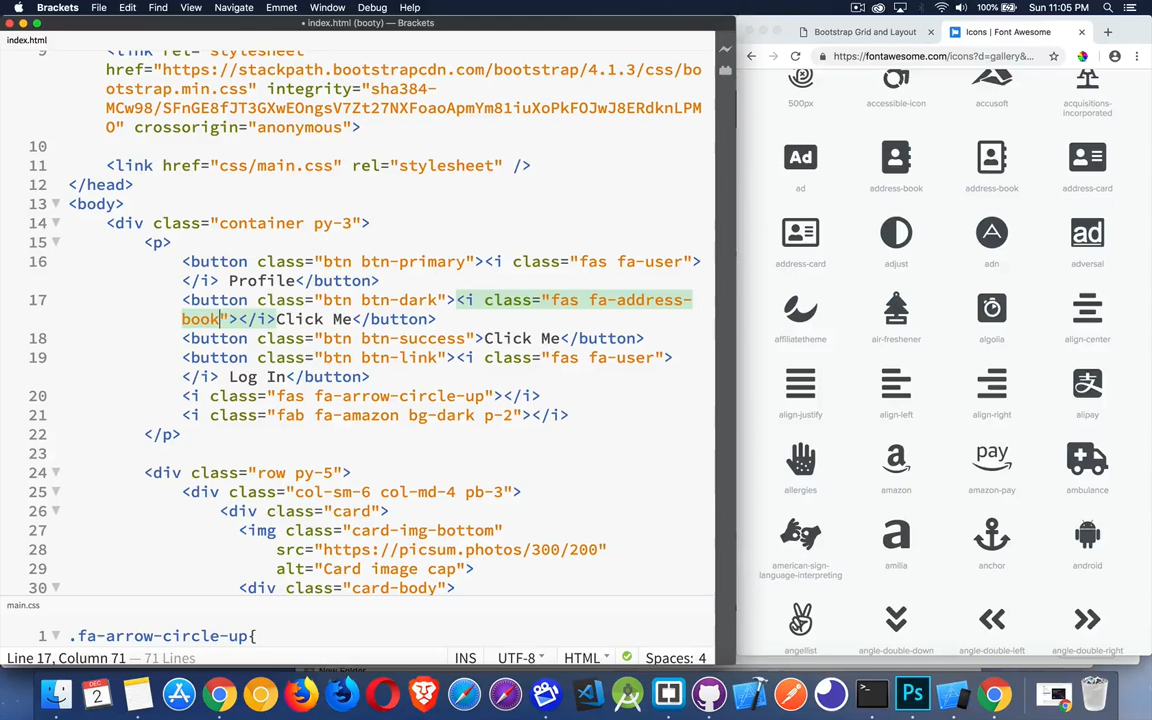 Brackets File Edit Find View Navigate Emmet Window Debug Help 100% Sun 11:05 PM
• index.html (booty) — Brackets
index.html
Bootstrap Grid and Layout
Icons | Font Awesome
https://fontawesome.com/icons?d=gallery&...
9 <link rel="stylesheet"
href="https://stackpath.bootstrapcdn.com/bootstrap/4.1.3/css/bo
otstrap.min.css" integrity="sha384-
MCw98/SFnGE8fJT3GXwEOngsV7Zt27NXFoaoApmYm81iuXoPkFOJwJ8ERdknLPM
O" crossorigin="anonymous">
10
11 <link href="css/main.css" rel="stylesheet" />
12 </head>
13 <body>
14 <div class="container py-3">
15 <p>
16 <button class="btn btn-primary"><i class="fas fa-user">
</i> Profile</button>
17 <button class="btn btn-dark"><i class="fas fa-address-
book"></i>Click Me</button>
18 <button class="btn btn-success">Click Me</button>
19 <button class="btn btn-link"><i class="fas fa-user">
</i> Log In</button>
20 <i class="fas fa-arrow-circle-up"></i>
21 <i class="fab fa-amazon bg-dark p-2"></i>
22 </p>
23
24 <div class="row py-5">
25 <div class="col-sm-6 col-md-4 pb-3">
26 <div class="card">
27 <img class="card-img-bottom"
28 src="https://picsum.photos/300/200"
29 alt="Card image cap">
30 <div class="card-body">
main.css
1 .fa-arrow-circle-up{
Line 17, Column 71 — 71 Lines
INS UTF-8 HTML Spaces: 4
500px accessible-icon accusoft acquisitions-
incorporated
Ad ad
ad address-book address-book address-card
address-card adjust adn adversal
affiliatetheme air-freshener algolia align-center
align-justify align-left align-right alipay
pay
allergies amazon amazon-pay ambulance
american-sign-
language-interpreting
amilia anchor android
angellist angle-double-down angle-double-left angle-double-right
New Folder
DEC
2
Ps